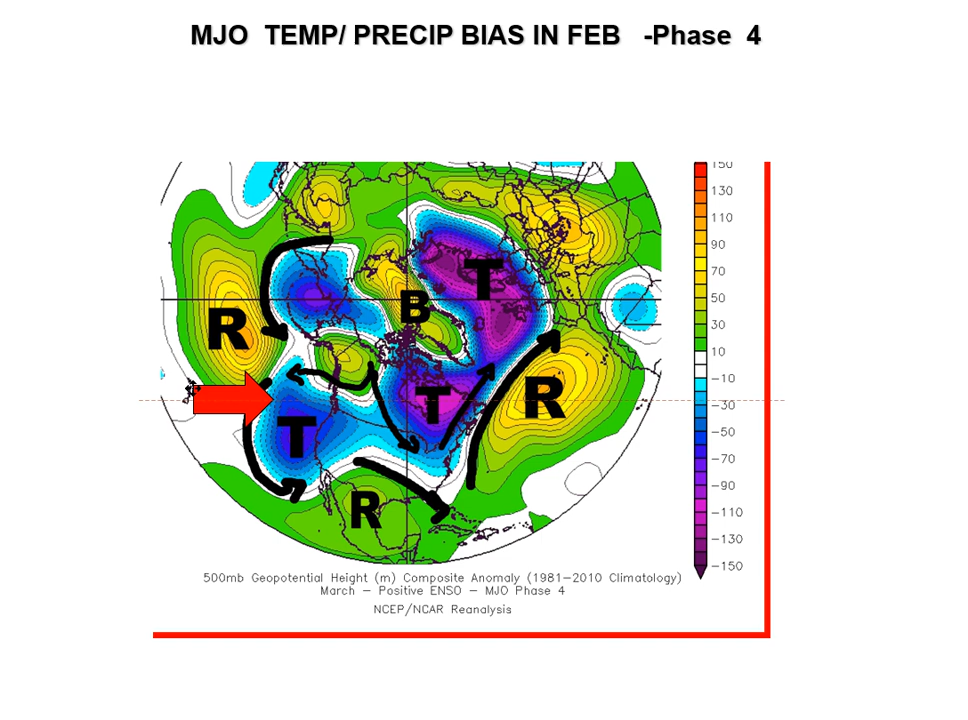 MJO TEMP/ PRECIP BIAS IN FEB -Phase 4
150
130
110
90
70
50
30
10
−10
−30
−50
−70
−90
−110
−130
−150
T
B
R
R
T
T
R
500mb Geopotential Height (m) Composite Anomaly (1981−2010 Climatology)
March − Positive ENSO − MJO Phase 4
NCEP/NCAR Reanalysis